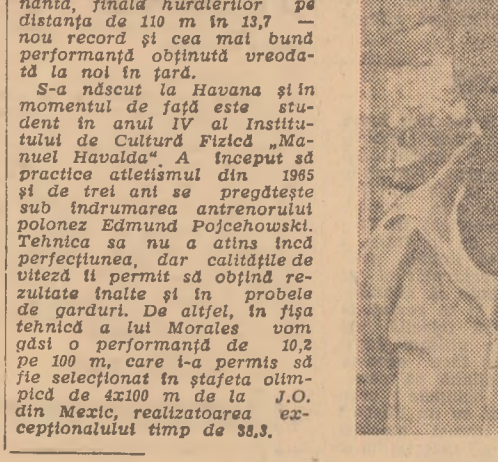 nantă, finala hurdlerilor pe
distanța de 110 m în 13,7 —
nou record și cea mai bună
performanță obținută vreoda-
tă la noi în țară.
S-a născut la Havana și în
momentul de față este stu-
dent în anul IV al Institu-
tului de Cultură Fizică „Ma-
nuel Havalda“. A început să
practice atletismul din 1965
și de trei ani se pregătește
sub îndrumarea antrenorului
polonez Edmund Pojcehowski.
Tehnica sa nu a atins încă
perfecțiunea, dar calitățile de
viteză îi permit să obțină re-
zultate înalte și în probele
de garduri. De altfel, în fișa
tehnică a lui Morales vom
găsi o performanță de 10,2
pe 100 m, care i-a permis să
fie selecționat în ștafeta olim-
pică de 4x100 m de la J.O.
din Mexic, realizatoarea ex-
cepționalului timp de 38,3.